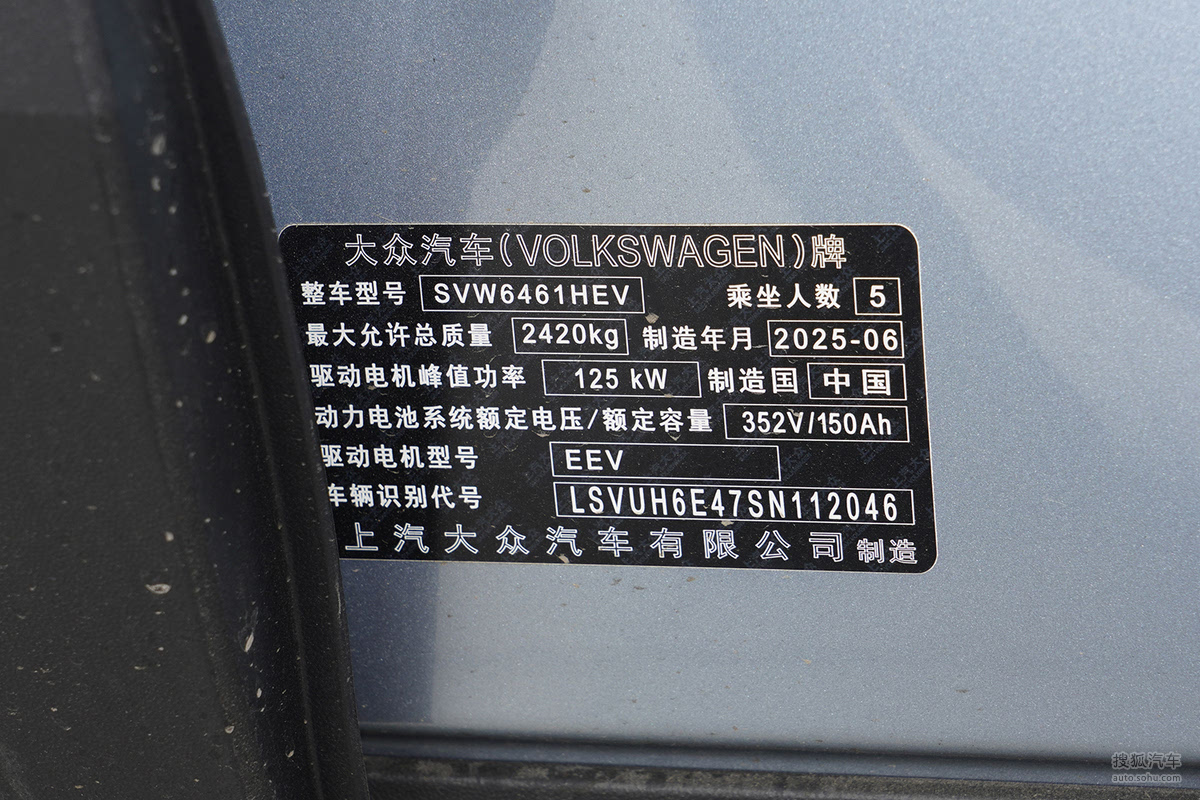 大众汽车(VOLKSWAGEN)牌
整车型号 SVW6461HEV 乘坐人数 5
最大允许总质量 2420kg 制造年月 2025-06
驱动电机峰值功率 125 kW 制造国 中国
动力电池系统额定电压/额定容量 352V/150Ah
驱动电机型号 EEV
车辆识别代号 LSVUH6E47SN112046
上汽大众汽车有限公司 制造
搜狐汽车
auto.sohu.com